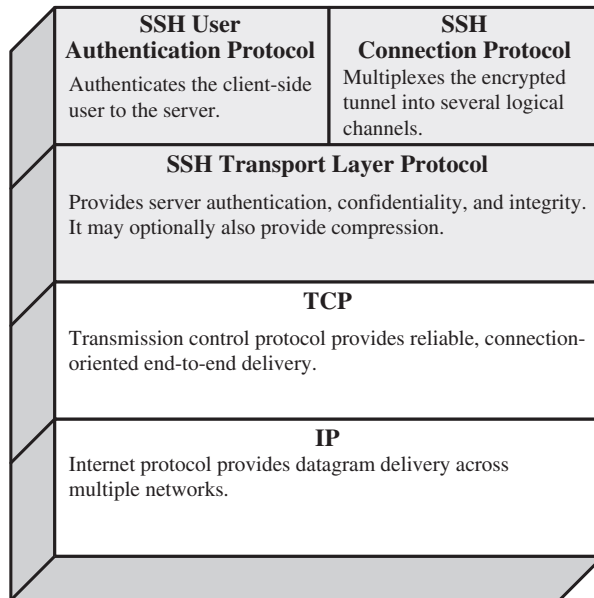 SSH User
Authentication Protocol
Authenticates the client-side
user to the server.
SSH
Connection Protocol
Multiplexes the encrypted
tunnel into several logical
channels.
SSH Transport Layer Protocol
Provides server authentication, confidentiality, and integrity.
It may optionally also provide compression.
TCP
Transmission control protocol provides reliable, connection-
oriented end-to-end delivery.
IP
Internet protocol provides datagram delivery across
multiple networks.